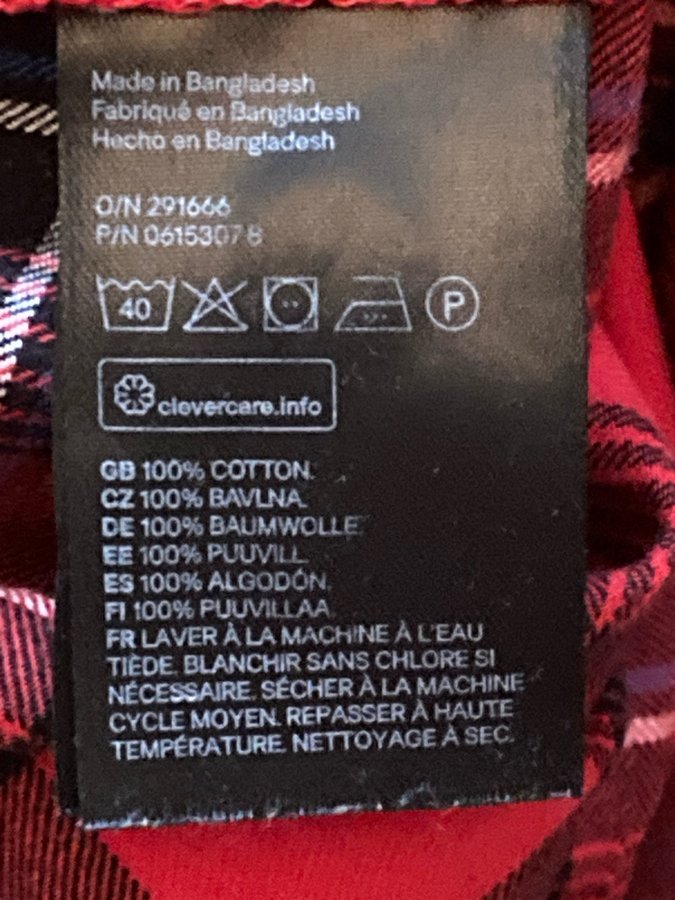 Made in Bangladesh
Fabriqué en Bangladesh
Hecho en Bangladesh
O/N 291666
P/N 0615307 B
40 P
clevercare.info
GB 100% COTTON.
CZ 100% BAVLNA.
DE 100% BAUMWOLLE.
EE 100% PUUVILL.
ES 100% ALGODÓN.
FI 100% PUUVILLAA.
FR LAVER À LA MACHINE À L'EAU
TIÈDE. BLANCHIR SANS CHLORE SI
NÉCESSAIRE. SÉCHER À LA MACHINE
CYCLE MOYEN. REPASSER À HAUTE
TEMPÉRATURE. NETTOYAGE À SEC.